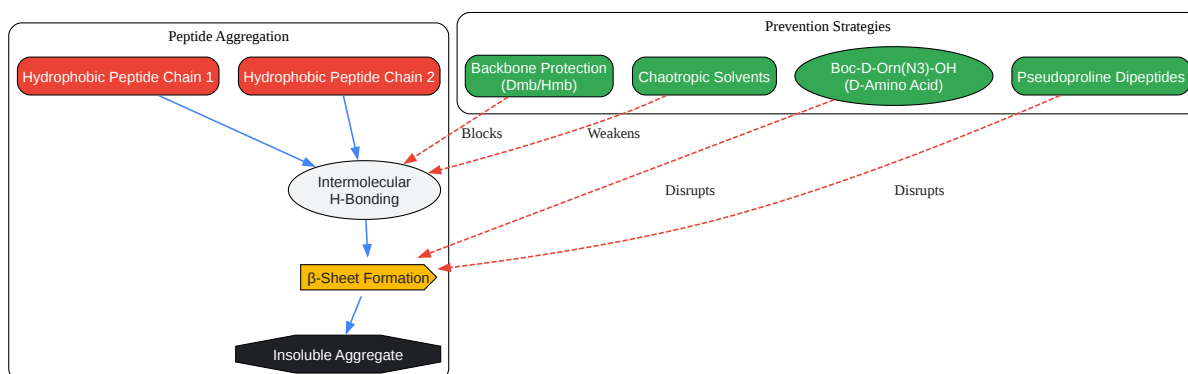 Peptide Aggregation
Prevention Strategies
Hydrophobic Peptide Chain 1
Hydrophobic Peptide Chain 2
Backbone Protection
(Dmb/Hmb)
Chaotropic Solvents
Boc-D-Orn(N3)-OH
(D-Amino Acid)
Pseudoproline Dipeptides
Blocks
Weakens
Intermolecular
H-Bonding
Disrupts
Disrupts
β-Sheet Formation
Insoluble Aggregate